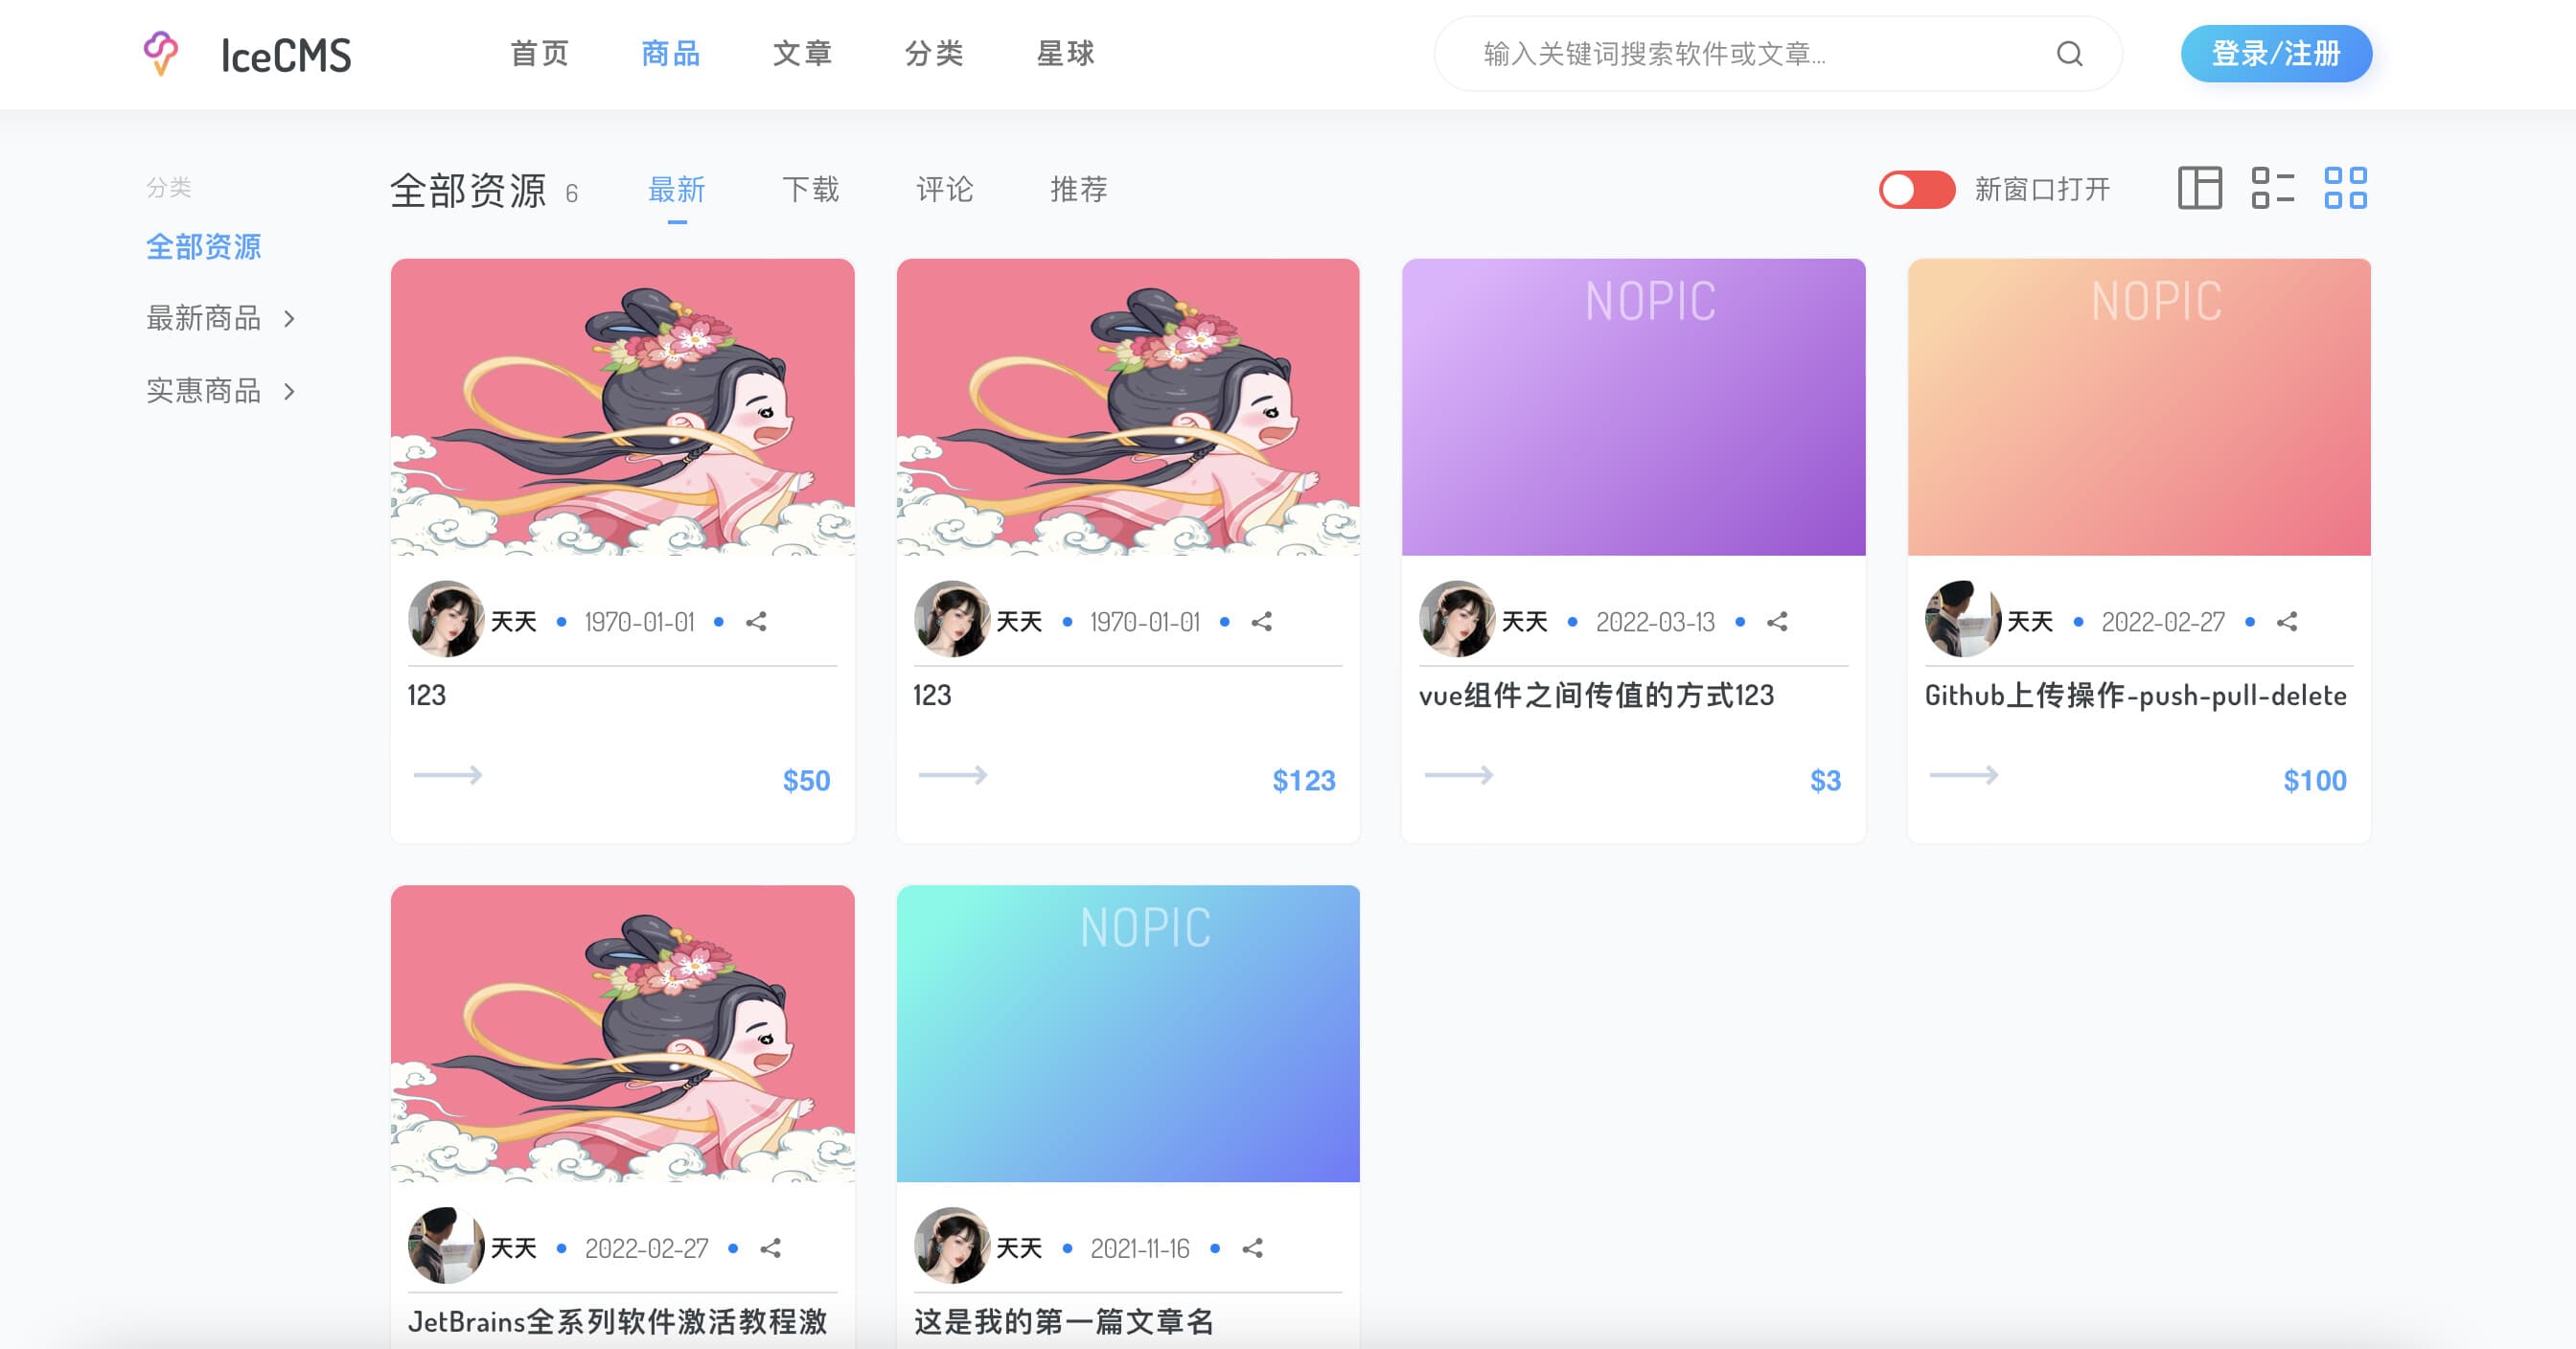 IceCMS
首页 商品 文章 分类 星球
输入关键词搜索软件或文章...
登录/注册
分类
全部资源
最新商品
实惠商品
全部资源 6 最新 下载 评论 推荐
新窗口打开
天天 1970-01-01
123
$50
天天 1970-01-01
123
$123
NOPIC
天天 2022-03-13
vue组件之间传值的方式123
$3
NOPIC
天天 2022-02-27
Github上传操作-push-pull-delete
$100
天天 2022-02-27
JetBrains全系列软件激活教程激
NOPIC
天天 2021-11-16
这是我的第一篇文章名